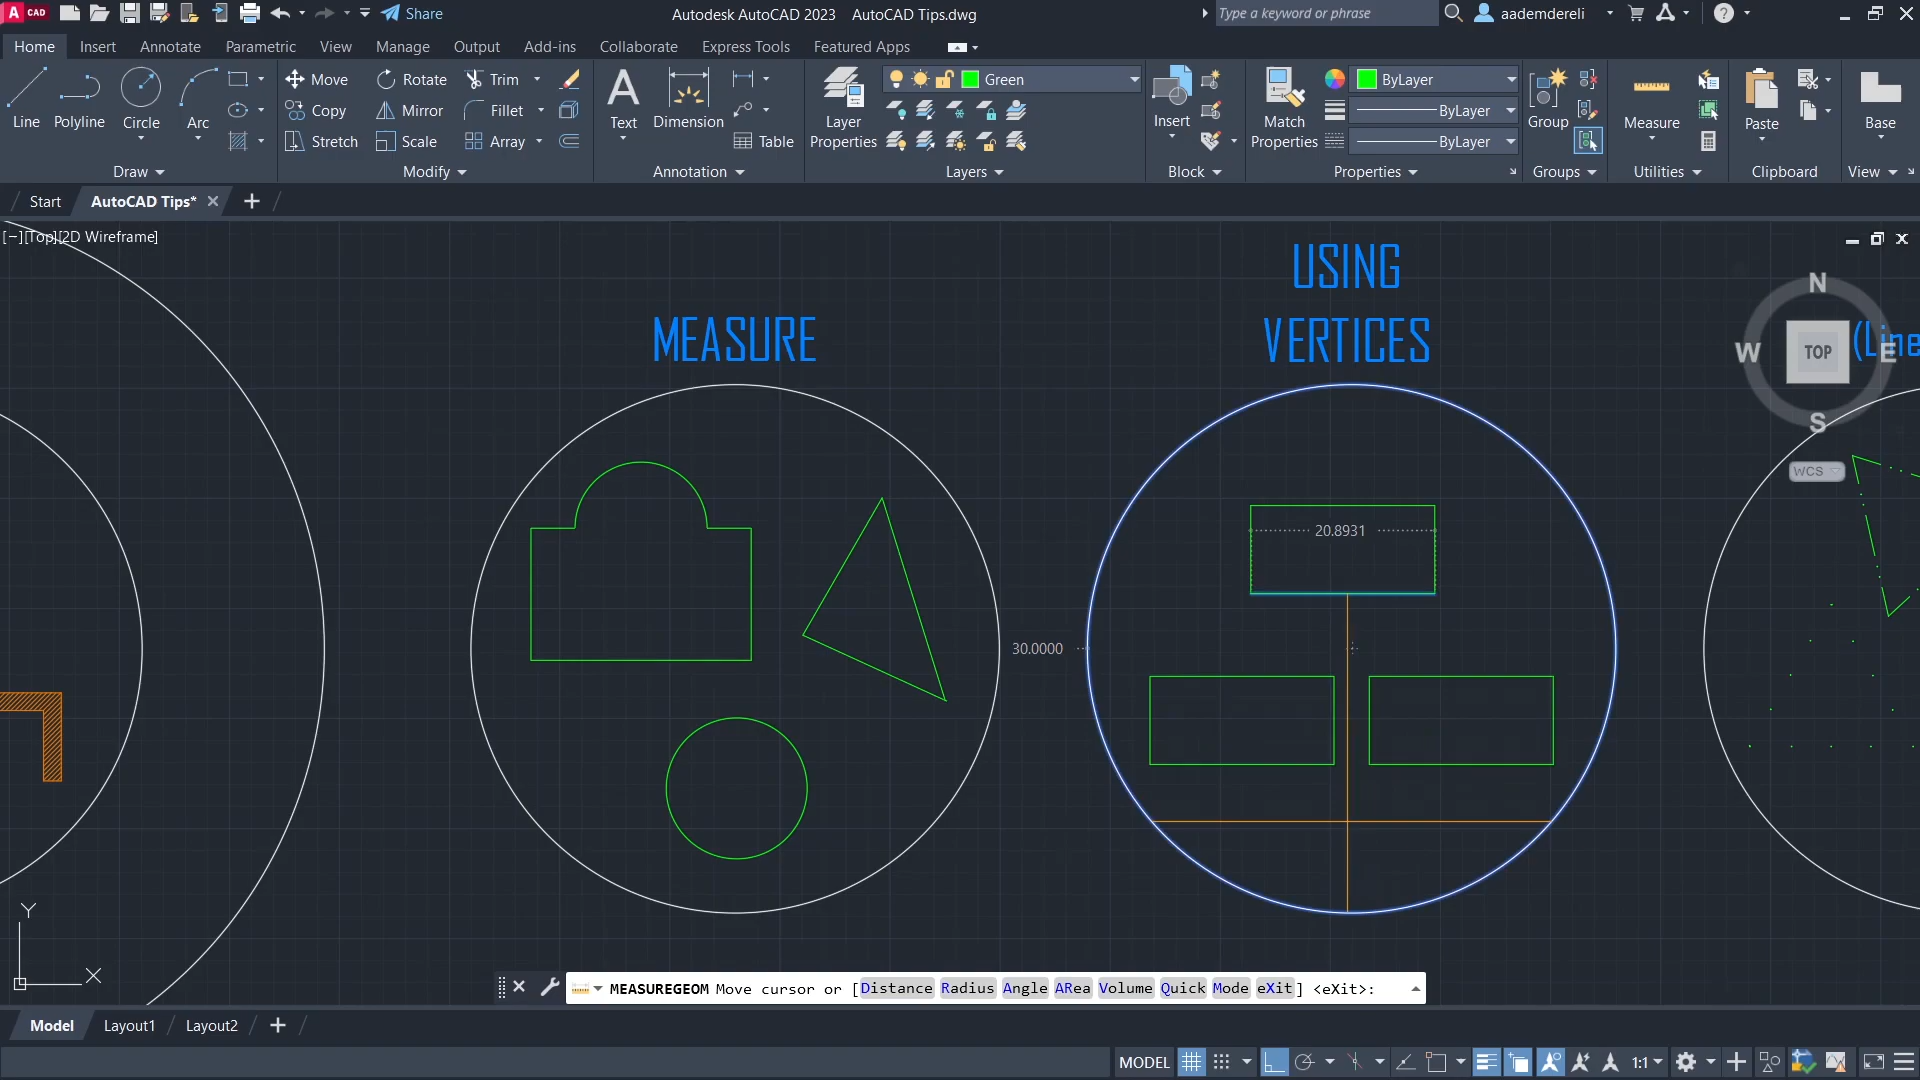 A CAD
Share
Autodesk AutoCAD 2023 AutoCAD Tips.dwg
Type a keyword or phrase
aademdereli
Home Insert Annotate Parametric View Manage Output Add-ins Collaborate Express Tools Featured Apps
Line Polyline Circle Arc
Move Rotate Trim
Copy Mirror Fillet
Stretch Scale Array
Text Dimension
Table
Layer
Properties
Green
Insert
Match
Properties
ByLayer
ByLayer
ByLayer
Group
Measure
Paste
Base
Draw Modify Annotation Layers Block Properties Groups Utilities Clipboard View
Start AutoCAD Tips*
[−][Top][2D Wireframe]
MEASURE
USING
VERTICES
(Line
N
W TOP E
S
WCS
20.8931
30.0000
Y
X
MEASUREGEOM Move cursor or [Distance Radius Angle ARea Volume Quick Mode eXit] <eXit>:
Model Layout1 Layout2
MODEL 1:1